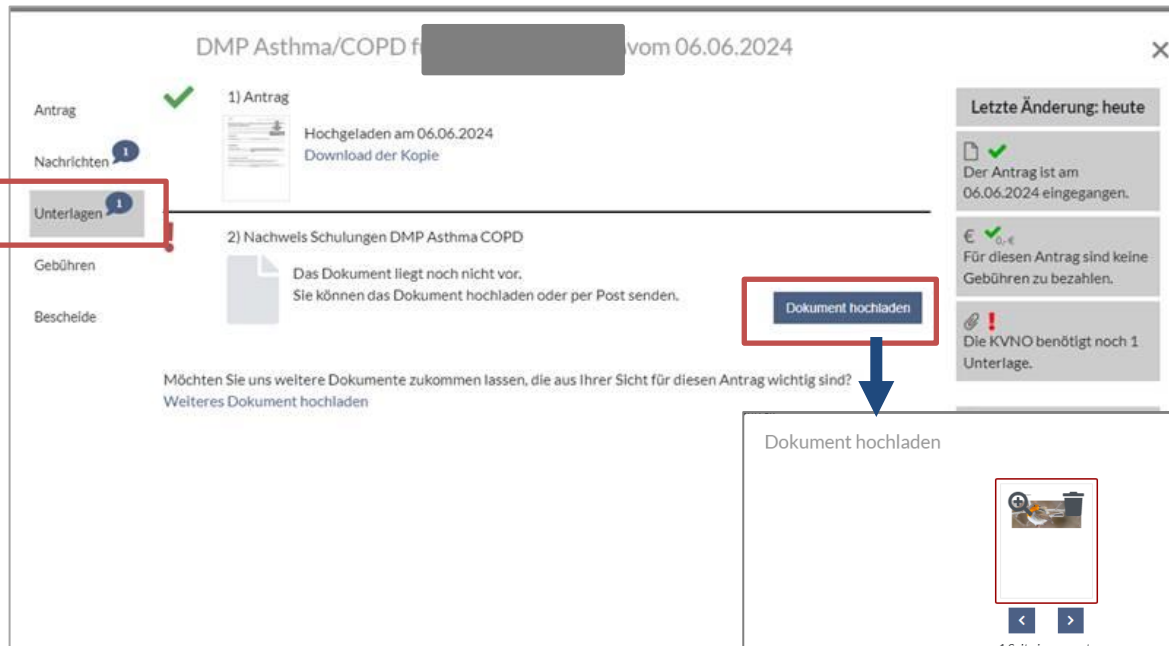 DMP Asthma/COPD f vom 06.06.2024
Antrag
Nachrichten 1
Unterlagen 1
Gebühren
Bescheide
1) Antrag
Hochgeladen am 06.06.2024
Download der Kopie
2) Nachweis Schulungen DMP Asthma COPD
Das Dokument liegt noch nicht vor.
Sie können das Dokument hochladen oder per Post senden.
Dokument hochladen
Möchten Sie uns weitere Dokumente zukommen lassen, die aus Ihrer Sicht für diesen Antrag wichtig sind?
Weiteres Dokument hochladen
Letzte Änderung: heute
Der Antrag ist am
06.06.2024 eingegangen.
€ 0,-€
Für diesen Antrag sind keine
Gebühren zu bezahlen.
Die KVNO benötigt noch 1
Unterlage.
Dokument hochladen